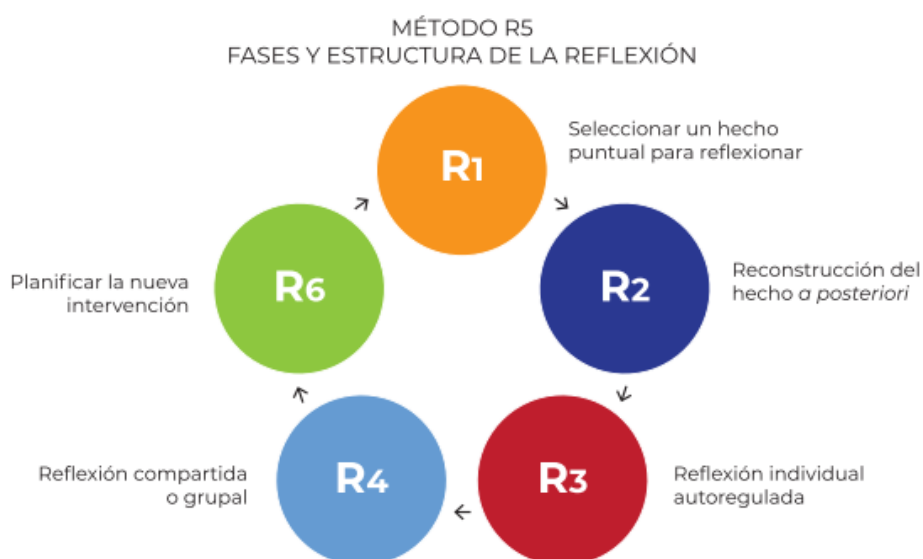 MÉTODO R5
FASES Y ESTRUCTURA DE LA REFLEXIÓN
R1
Seleccionar un hecho
puntual para reflexionar
R2
Reconstrucción del
hecho a posteriori
R3
Reflexión individual
autoregulada
R4
Reflexión compartida
o grupal
R6
Planificar la nueva
intervención